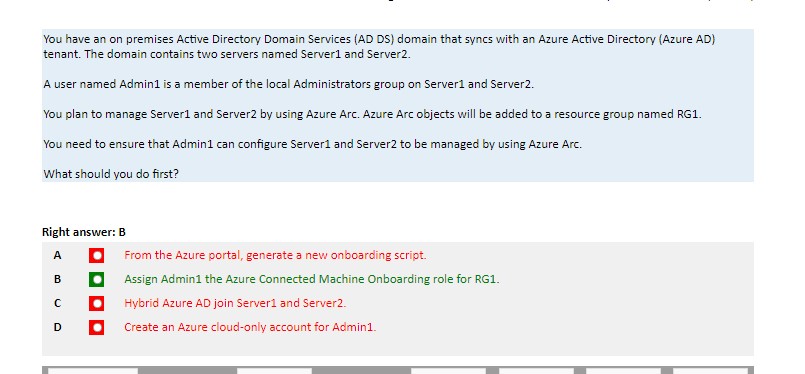 You have an on premises Active Directory Domain Services (AD DS) domain that syncs with an Azure Active Directory (Azure AD)
tenant. The domain contains two servers named Server1 and Server2.
A user named Admin1 is a member of the local Administrators group on Server1 and Server2.
You plan to manage Server1 and Server2 by using Azure Arc. Azure Arc objects will be added to a resource group named RG1.
You need to ensure that Admin1 can configure Server1 and Server2 to be managed by using Azure Arc.
What should you do first?
Right answer: B
A From the Azure portal, generate a new onboarding script.
B Assign Admin1 the Azure Connected Machine Onboarding role for RG1.
C Hybrid Azure AD join Server1 and Server2.
D Create an Azure cloud-only account for Admin1.